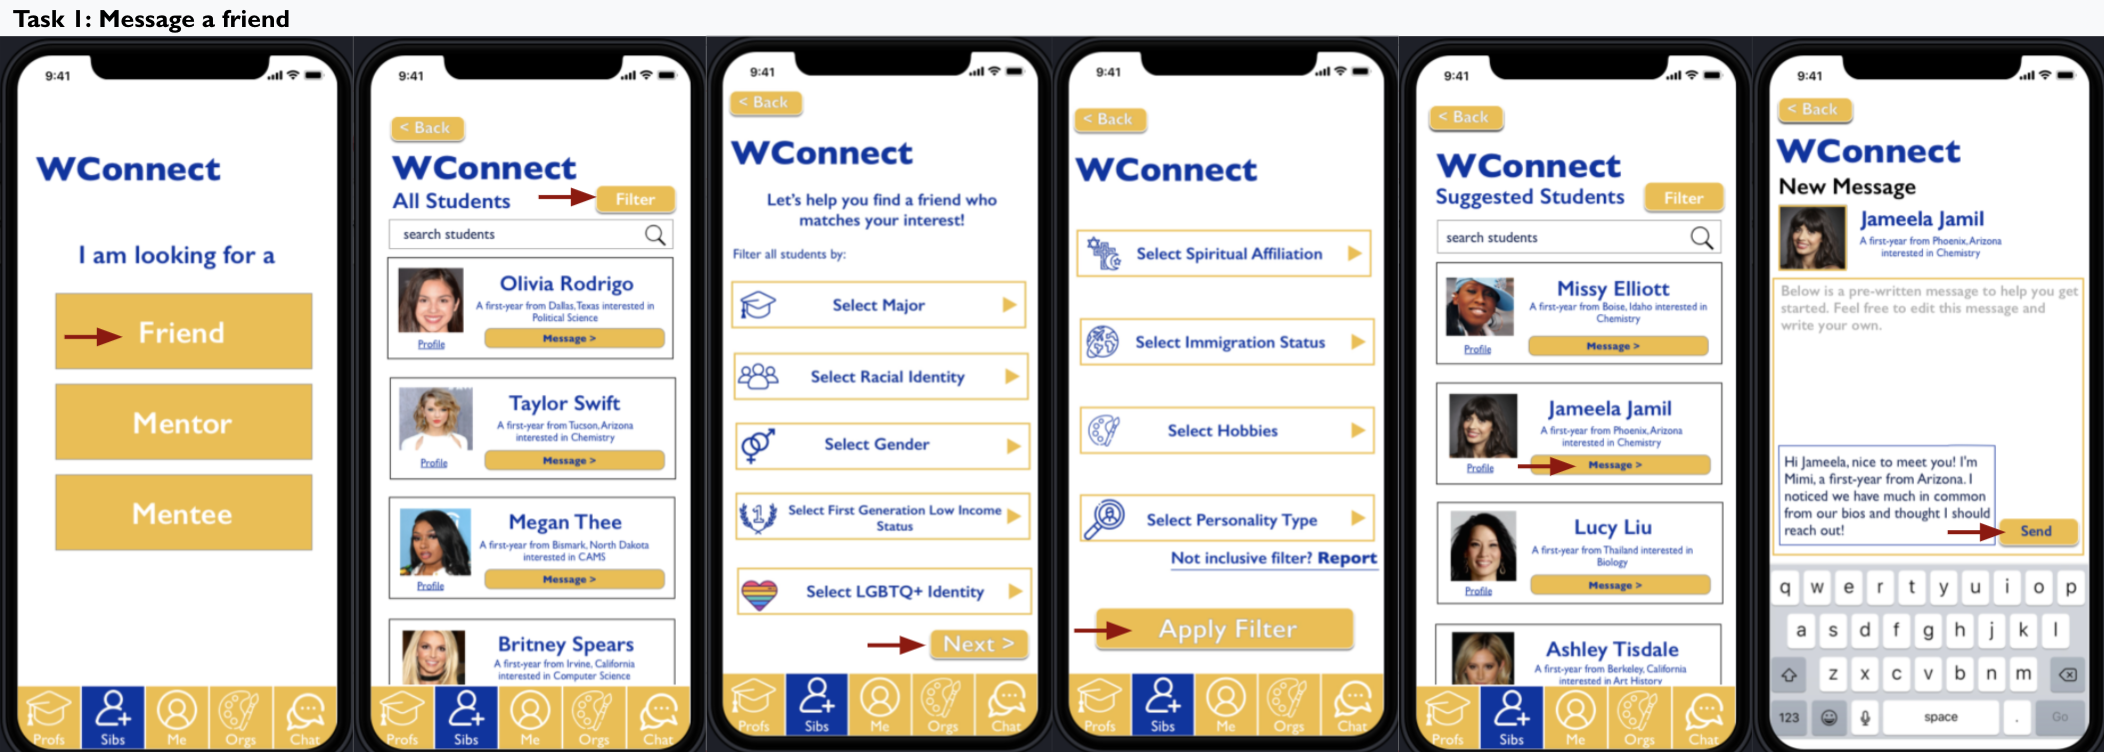 Task 1: Message a friend
9:41
WConnect
I am looking for a
Friend
Mentor
Mentee
Profs
Sibs
Me
Orgs
Chat
9:41
< Back
WConnect
All Students
Filter
search students
Olivia Rodrigo
A first-year from Dallas, Texas interested in
Political Science
Profile
Message >
Taylor Swift
A first-year from Tucson, Arizona
interested in Chemistry
Profile
Message >
Megan Thee
A first-year from Bismark, North Dakota
interested in CAMS
Profile
Message >
Britney Spears
A first-year from Irvine, California
interested in Computer Science
Profs
Sibs
Me
Orgs
Chat
9:41
< Back
WConnect
Let's help you find a friend who
matches your interest!
Filter all students by:
Select Major
Select Racial Identity
Select Gender
1
Select First Generation Low Income
Status
Select LGBTQ+ Identity
Next >
Profs
Sibs
Me
Orgs
Chat
9:41
< Back
WConnect
Select Spiritual Affiliation
Select Immigration Status
Select Hobbies
Select Personality Type
Not inclusive filter? Report
Apply Filter
Profs
Sibs
Me
Orgs
Chat
9:41
< Back
WConnect
Suggested Students
Filter
search students
Missy Elliott
A first-year from Boise, Idaho interested in
Chemistry
Profile
Message >
Jameela Jamil
A first-year from Phoenix, Arizona
interested in Chemistry
Profile
Message >
Lucy Liu
A first-year from Thailand interested in
Biology
Profile
Message >
Ashley Tisdale
A first-year from Berkeley, California
interested in Art History
Profs
Sibs
Me
Orgs
Chat
9:41
< Back
WConnect
New Message
Jameela Jamil
A first-year from Phoenix, Arizona
interested in Chemistry
Below is a pre-written message to help you get
started. Feel free to edit this message and
write your own.
Hi Jameela, nice to meet you! I'm
Mimi, a first-year from Arizona. I
noticed we have much in common
from our bios and thought I should
reach out!
Send
q w e r t y u i o p
a s d f g h j k l
z x c v b n m
123 space . Go